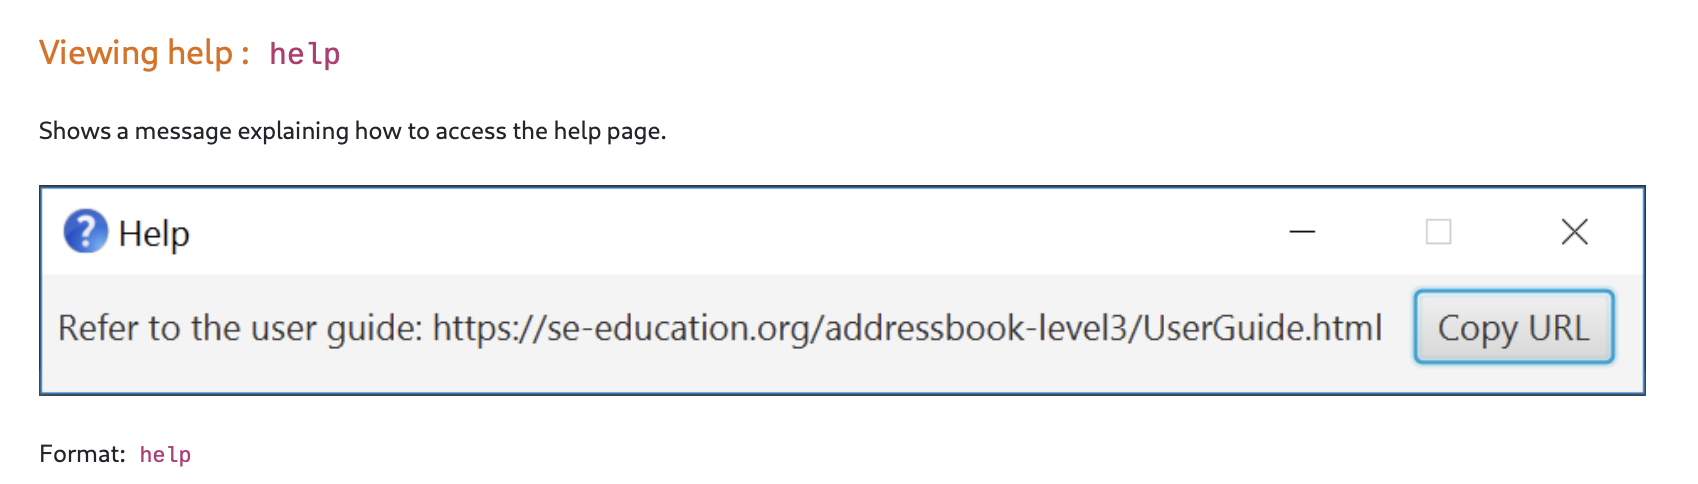 Viewing help : help
Shows a message explaining how to access the help page.
Help
Refer to the user guide: https://se-education.org/addressbook-level3/UserGuide.html Copy URL
Format: help